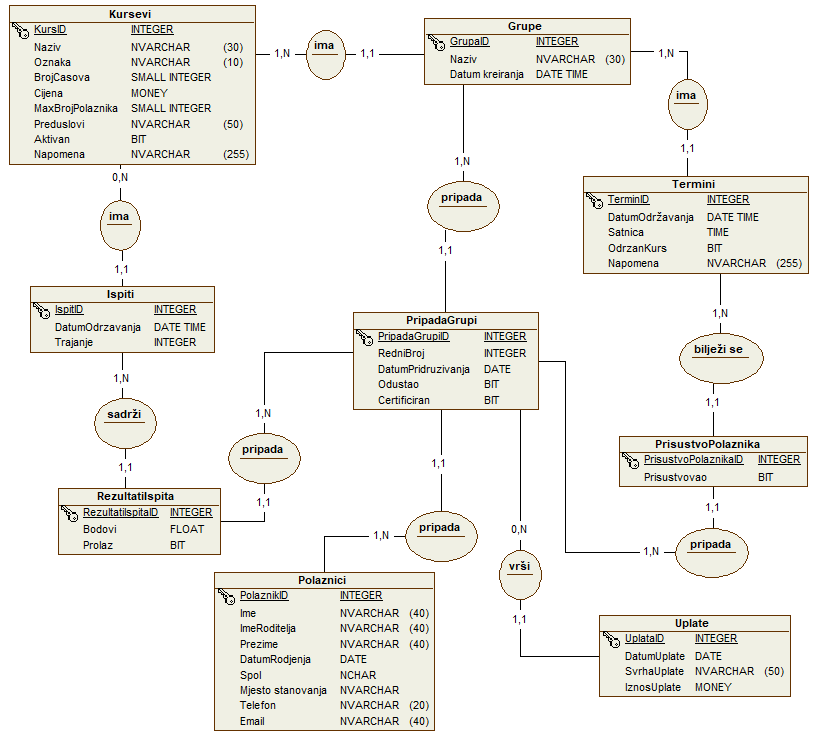 Kursevi
KursID INTEGER
Naziv NVARCHAR (30)
Oznaka NVARCHAR (10)
BrojCasova SMALL INTEGER
Cijena MONEY
MaxBrojPolaznika SMALL INTEGER
Preduslovi NVARCHAR (50)
Aktivan BIT
Napomena NVARCHAR (255)
1,N
ima
1,1
Grupe
GrupaID INTEGER
Naziv NVARCHAR (30)
Datum kreiranja DATE TIME
1,N
ima
1,1
Termini
TerminID INTEGER
DatumOdržavanja DATE TIME
Satnica TIME
OdrzanKurs BIT
Napomena NVARCHAR (255)
0,N
ima
1,1
Ispiti
IspitID INTEGER
DatumOdrzavanja DATE TIME
Trajanje INTEGER
1,N
pripada
1,1
PripadaGrupi
PripadaGrupiID INTEGER
RedniBroj INTEGER
DatumPridruzivanja DATE
Odustao BIT
Certificiran BIT
1,N
bilježi se
1,1
PrisustvoPolaznika
PrisustvoPolaznikaID INTEGER
Prisustvovao BIT
1,1
pripada
1,N
1,N
sadrži
1,1
RezultatiIspita
RezultatiIspitaID INTEGER
Bodovi FLOAT
Prolaz BIT
1,N
pripada
1,1
1,1
pripada
1,N
Polaznici
PolaznikID INTEGER
Ime NVARCHAR (40)
ImeRoditelja NVARCHAR (40)
Prezime NVARCHAR (40)
DatumRodjenja DATE
Spol NCHAR
Mjesto stanovanja NVARCHAR
Telefon NVARCHAR (20)
Email NVARCHAR (40)
0,N
vrši
1,1
Uplate
UplataID INTEGER
DatumUplate DATE
SvrhaUplate NVARCHAR (50)
IznosUplate MONEY